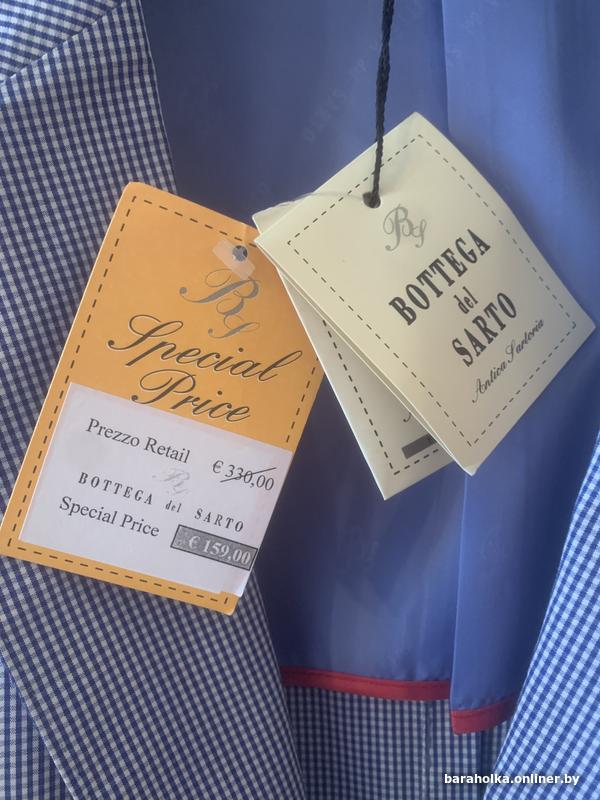 BS
Special
Price
Prezzo Retail € 330,00
BS
BOTTEGA del SARTO
Special Price € 159,00
BS
BOTTEGA
del
SARTO
Antica Sartoria
baraholka.onliner.by